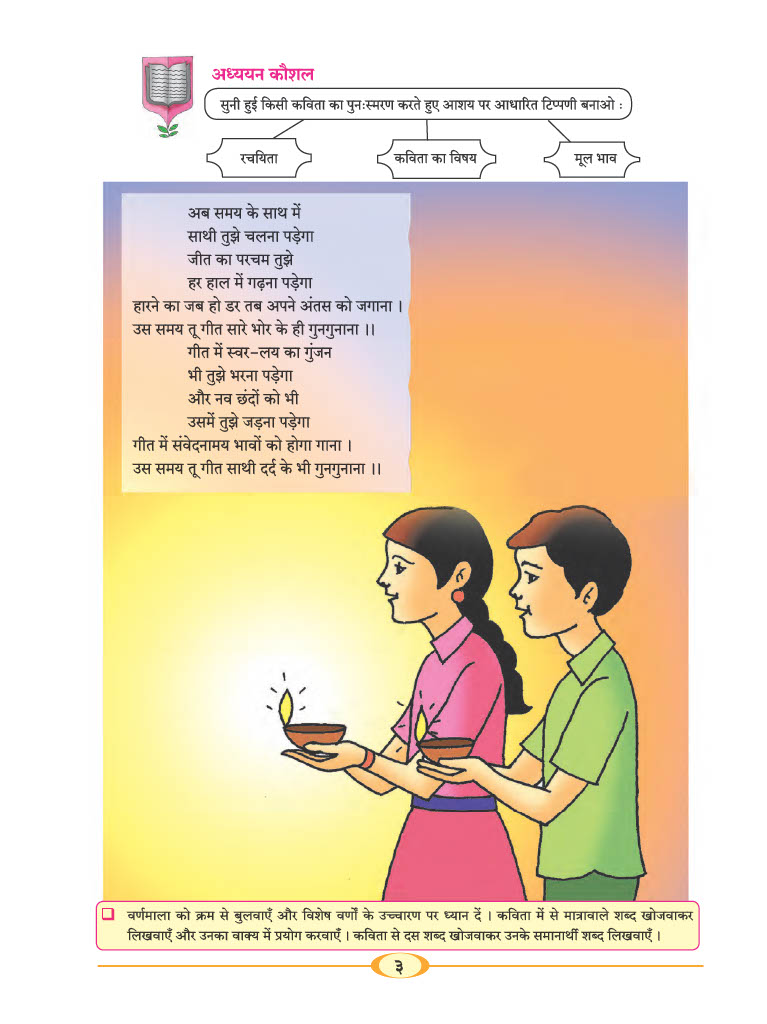 अध्ययन कौशल
सुनी हुई किसी कविता का पुनःस्मरण करते हुए आशय पर आधारित टिप्पणी बनाओ :
रचयिता
कविता का विषय
मूल भाव
अब समय के साथ में
साथी तुझे चलना पड़ेगा
जीत का परचम तुझे
हर हाल में गढ़ना पड़ेगा
हारने का जब हो डर तब अपने अंतस को जगाना ।
उस समय तू गीत सारे भोर के ही गुनगुनाना ।।
गीत में स्वर-लय का गुंजन
भी तुझे भरना पड़ेगा
और नव छंदों को भी
उसमें तुझे जड़ना पड़ेगा
गीत में संवेदनामय भावों को होगा गाना ।
उस समय तू गीत साथी दर्द के भी गुनगुनाना ।।
वर्णमाला को क्रम से बुलवाएँ और विशेष वर्णों के उच्चारण पर ध्यान दें । कविता में से मात्रावाले शब्द खोजवाकर
लिखवाएँ और उनका वाक्य में प्रयोग करवाएँ । कविता से दस शब्द खोजवाकर उनके समानार्थी शब्द लिखवाएँ ।
३